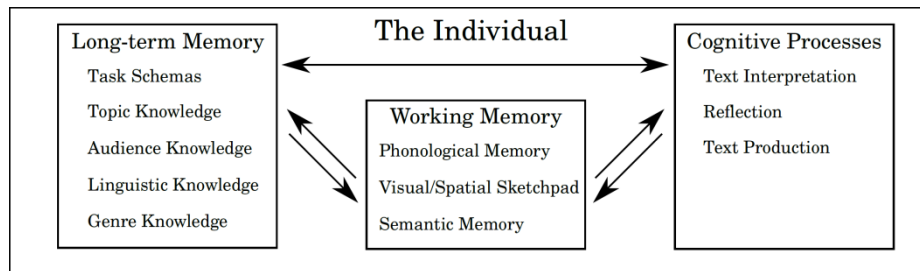 The Individual
Long-term Memory
Task Schemas
Topic Knowledge
Audience Knowledge
Linguistic Knowledge
Genre Knowledge
Working Memory
Phonological Memory
Visual/Spatial Sketchpad
Semantic Memory
Cognitive Processes
Text Interpretation
Reflection
Text Production